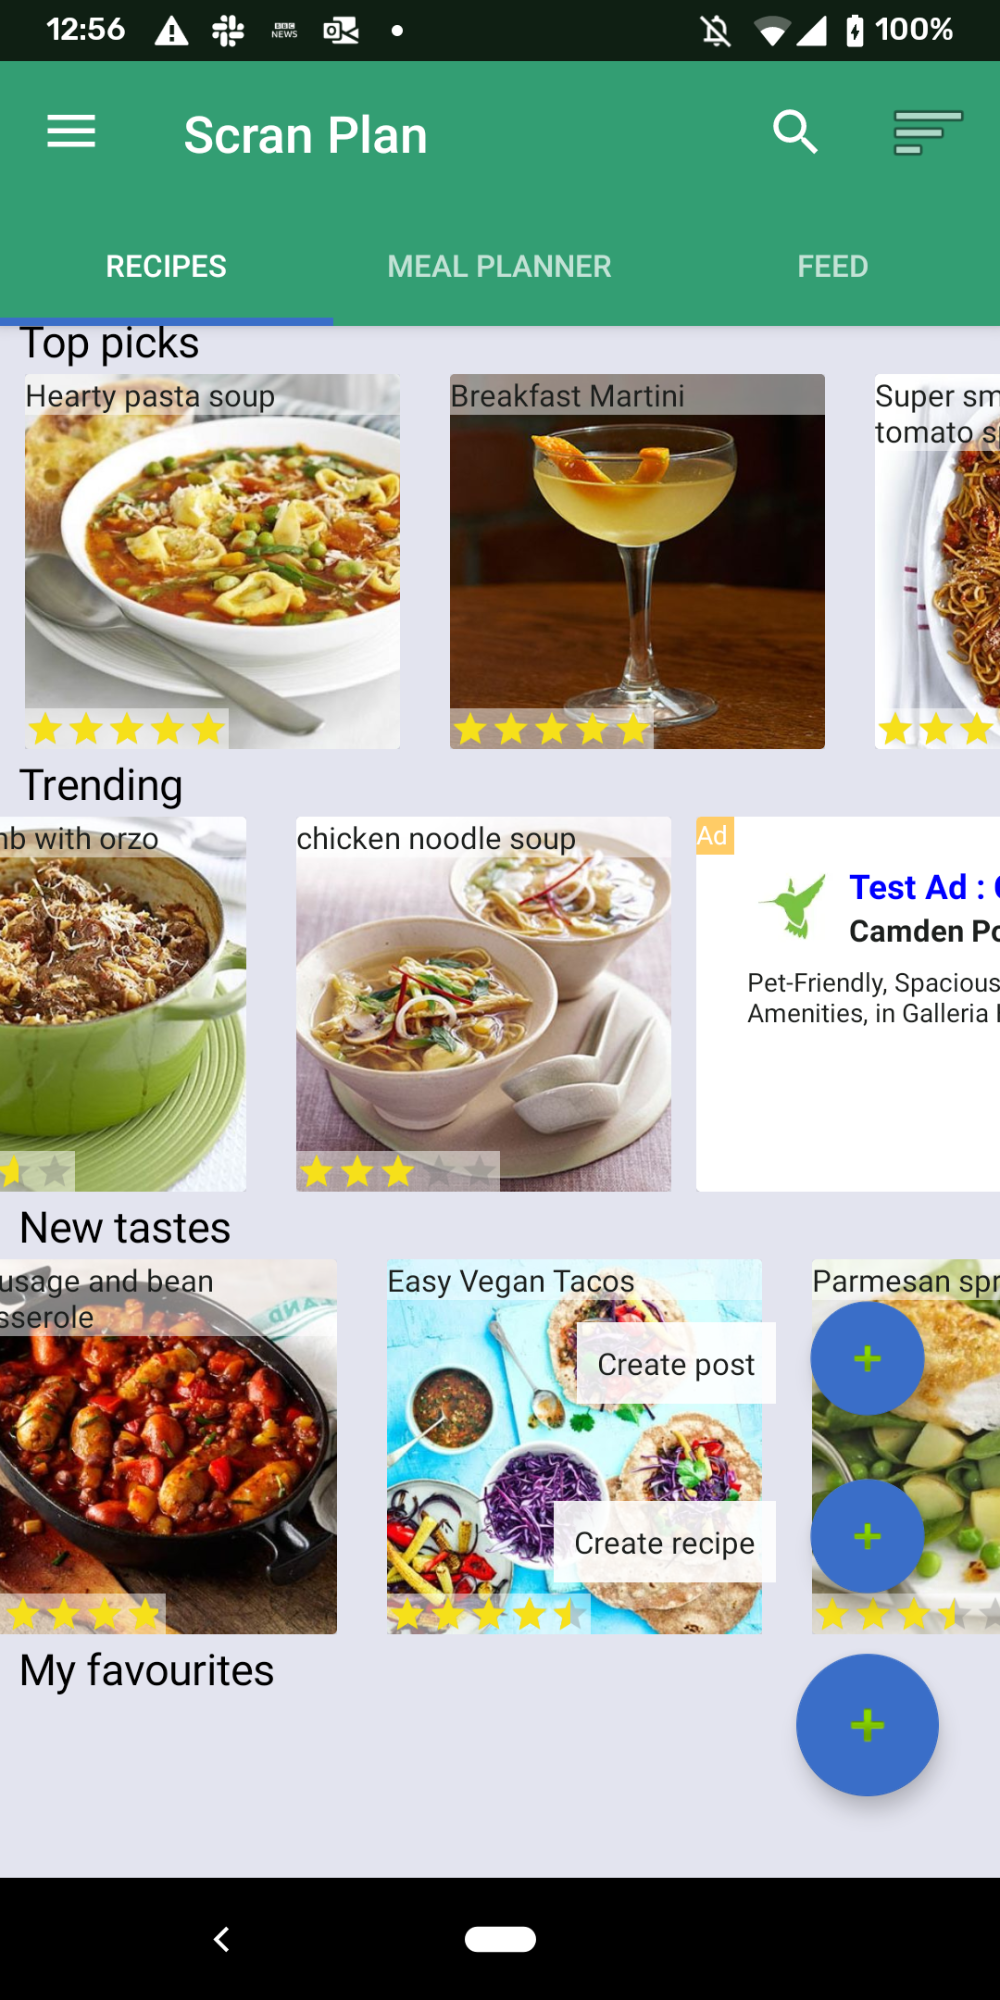 12:56
BBC
NEWS
100%
Scran Plan
RECIPES
MEAL PLANNER
FEED
Top picks
Hearty pasta soup
Breakfast Martini
Super sm
tomato s
Trending
nb with orzo
chicken noodle soup
Ad
Test Ad : C
Camden Po
Pet-Friendly, Spacious
Amenities, in Galleria
New tastes
usage and bean
sserole
Easy Vegan Tacos
Parmesan spr
Create post
Create recipe
My favourites